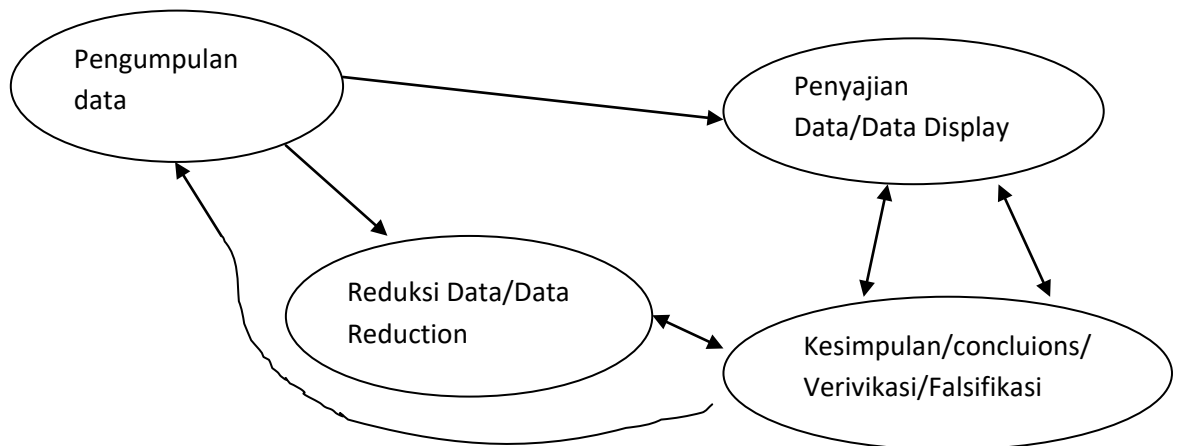 Pengumpulan
data
Penyajian
Data/Data Display
Reduksi Data/Data
Reduction
Kesimpulan/concluions/
Verivikasi/Falsifikasi